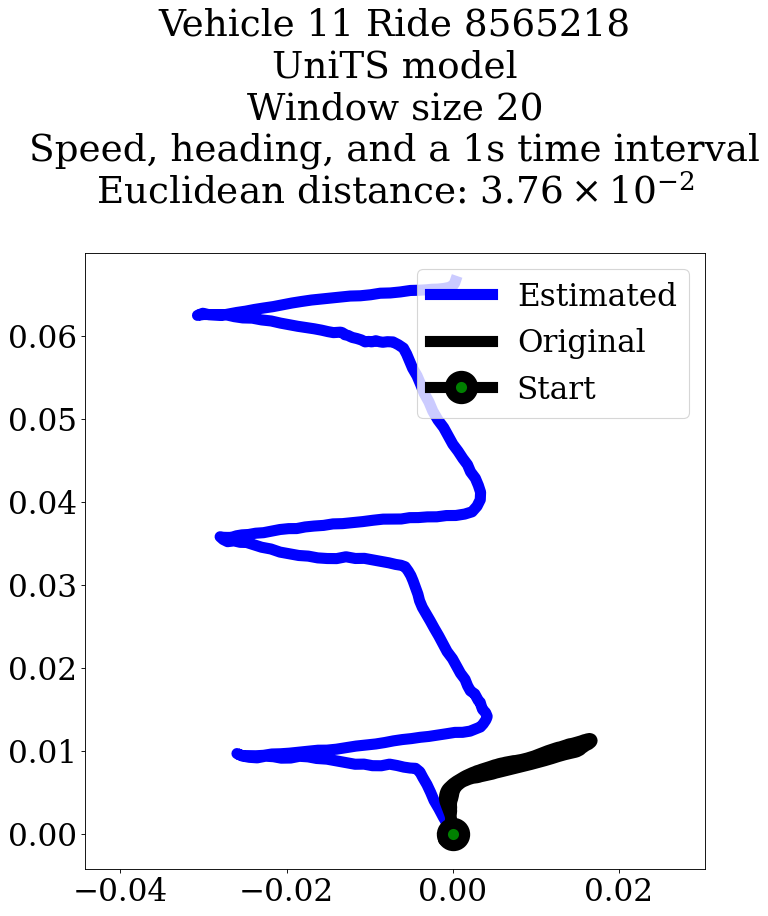 Vehicle 11 Ride 8565218
UniTS model
Window size 20
Speed, heading, and a 1s time interval
Euclidean distance: 3.76 × 10⁻²
Estimated
Original
Start
0.06
0.05
0.04
0.03
0.02
0.01
0.00
−0.04 −0.02 0.00 0.02